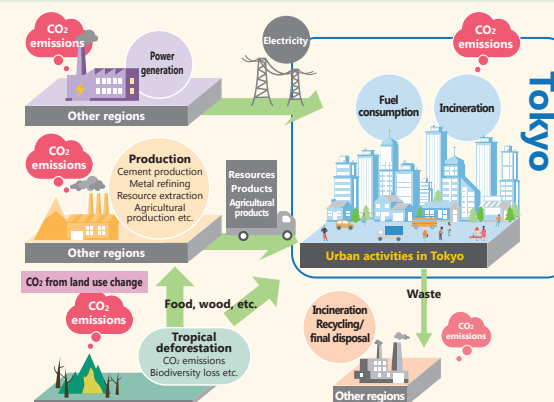 CO₂
emissions
Power
generation
Other regions
Electricity
CO₂
emissions
Fuel
consumption
Incineration
Tokyo
CO₂
emissions
Production
Cement production
Metal refining
Resource extraction
Agricultural
production etc.
Other regions
Resources
Products
Agricultural
products
Urban activities in Tokyo
CO₂ from land use change
CO₂
emissions
Food, wood, etc.
Tropical
deforestation
CO₂ emissions
Biodiversity loss etc.
Waste
Incineration
Recycling/
final disposal
CO₂
emissions
Other regions